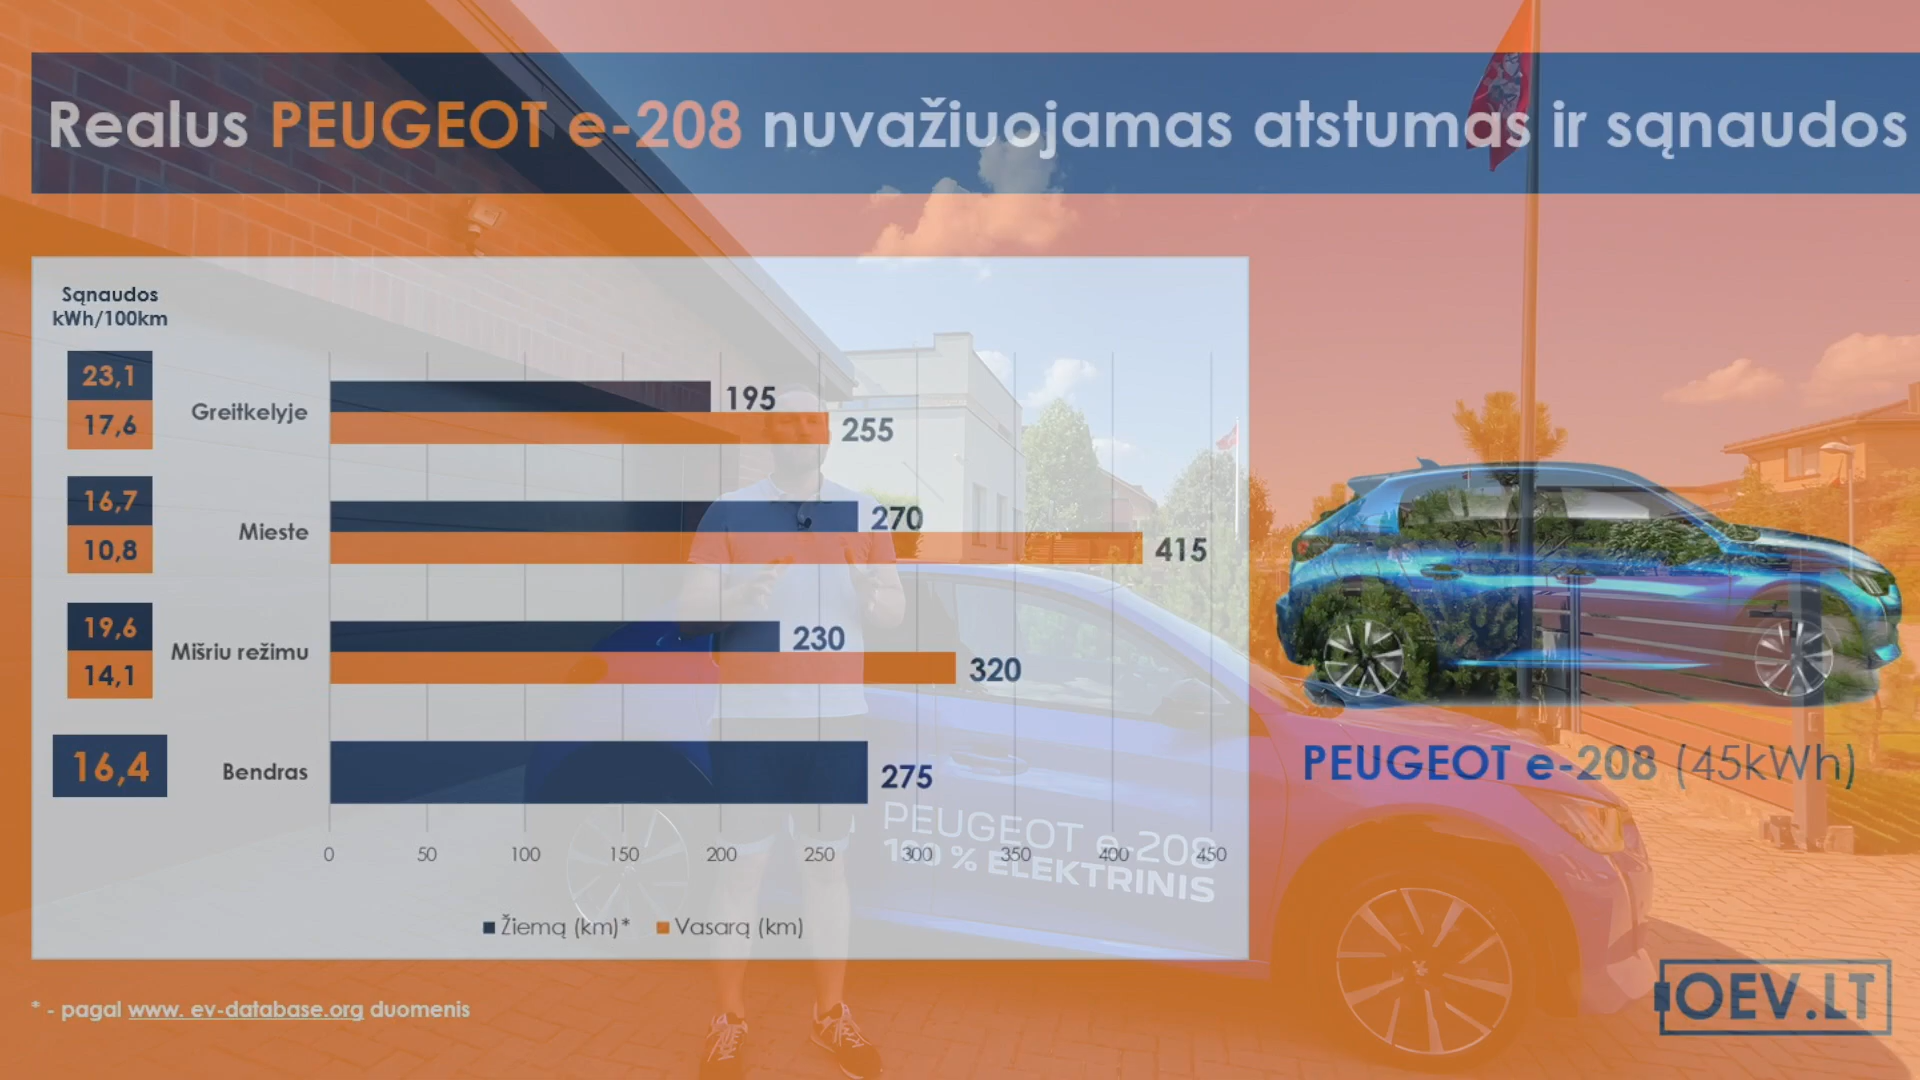 Realus PEUGEOT e-208 nuvažiuojamas atstumas ir sąnaudos
Sąnaudos
kWh/100km
23,1
17,6
Greitkelyje
195
255
16,7
10,8
Mieste
270
415
19,6
14,1
Mišriu režimu
230
320
16,4
Bendras
275
0 50 100 150 200 250 300 350 400 450
Žiemą (km)* Vasarą (km)
PEUGEOT e-208
100 % ELEKTRINIS
PEUGEOT e-208 (45kWh)
* - pagal www. ev-database.org duomenis
OEV.LT